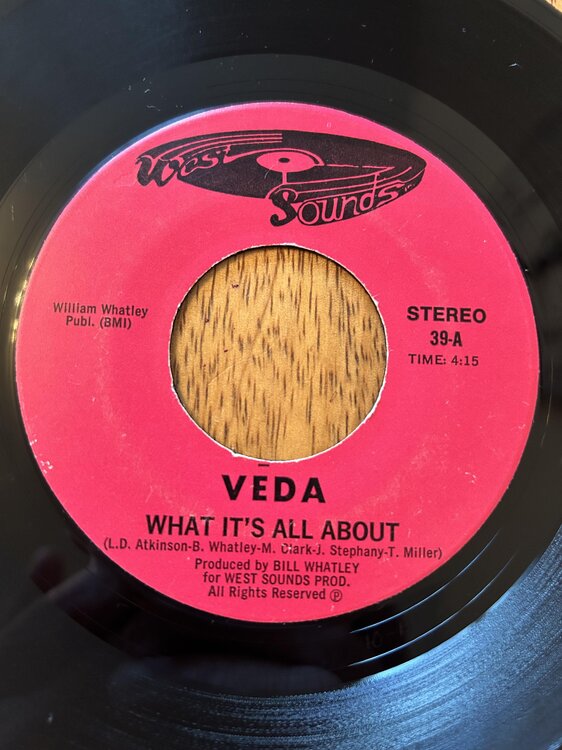 West
Sounds
William Whatley
Publ. (BMI)
STEREO
39-A
TIME: 4:15
VĒDA
WHAT IT'S ALL ABOUT
(L.D. Atkinson-B. Whatley-M. Clark-J. Stephany-T. Miller)
Produced by BILL WHATLEY
for WEST SOUNDS PROD.
All Rights Reserved Ⓟ